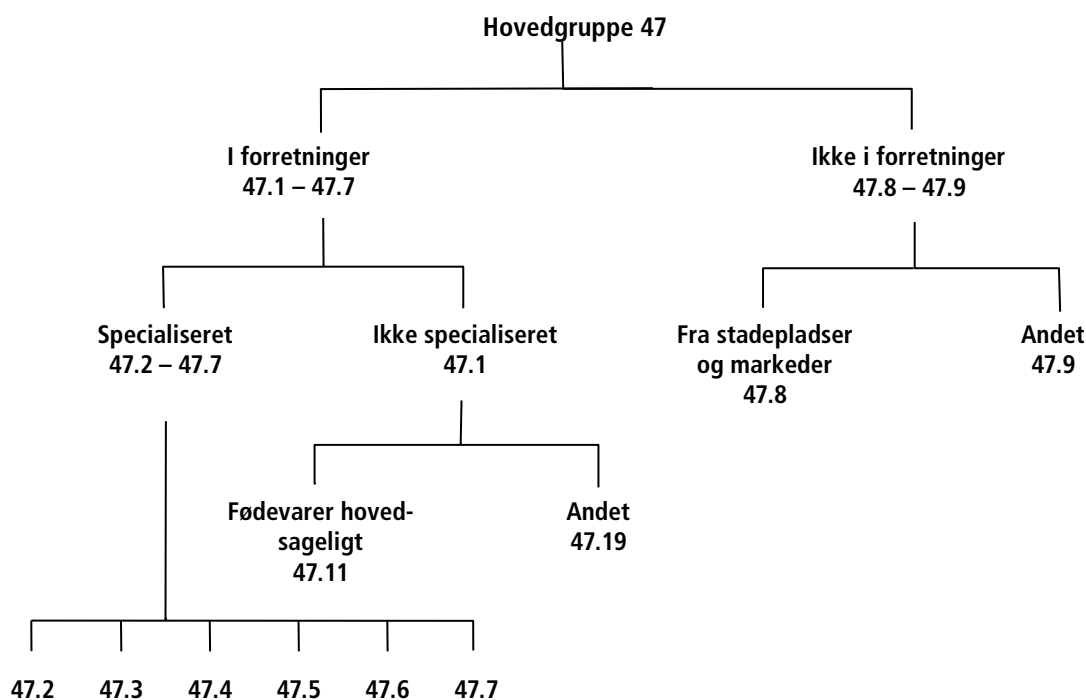 Hovedgruppe 47
I forretninger
47.1 – 47.7
Ikke i forretninger
47.8 – 47.9
Specialiseret
47.2 – 47.7
Ikke specialiseret
47.1
Fra stadepladser
og markeder
47.8
Andet
47.9
Fødevarer hoved-
sageligt
47.11
Andet
47.19
47.2 47.3 47.4 47.5 47.6 47.7